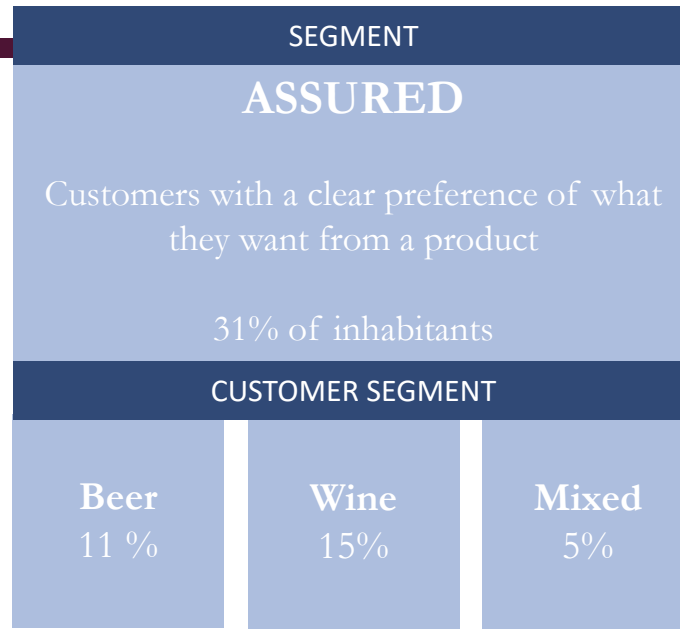 SEGMENT
ASSURED
Customers with a clear preference of what
they want from a product
31% of inhabitants
CUSTOMER SEGMENT
Beer
11 %
Wine
15%
Mixed
5%